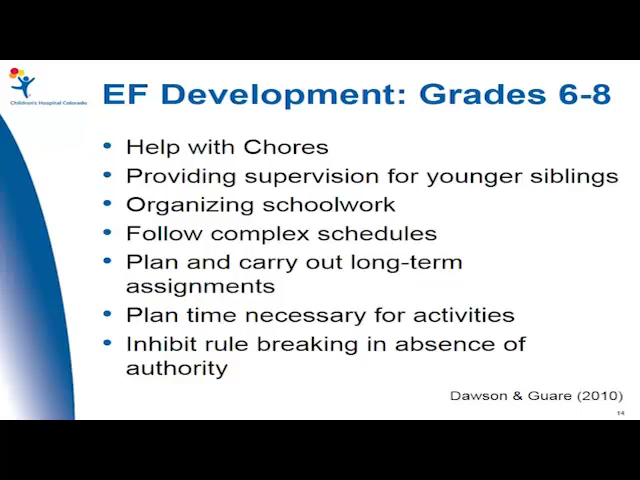 Children's Hospital Colorado
EF Development: Grades 6-8
• Help with Chores
• Providing supervision for younger siblings
• Organizing schoolwork
• Follow complex schedules
• Plan and carry out long-term
assignments
• Plan time necessary for activities
• Inhibit rule breaking in absence of
authority
Dawson & Guare (2010)
14